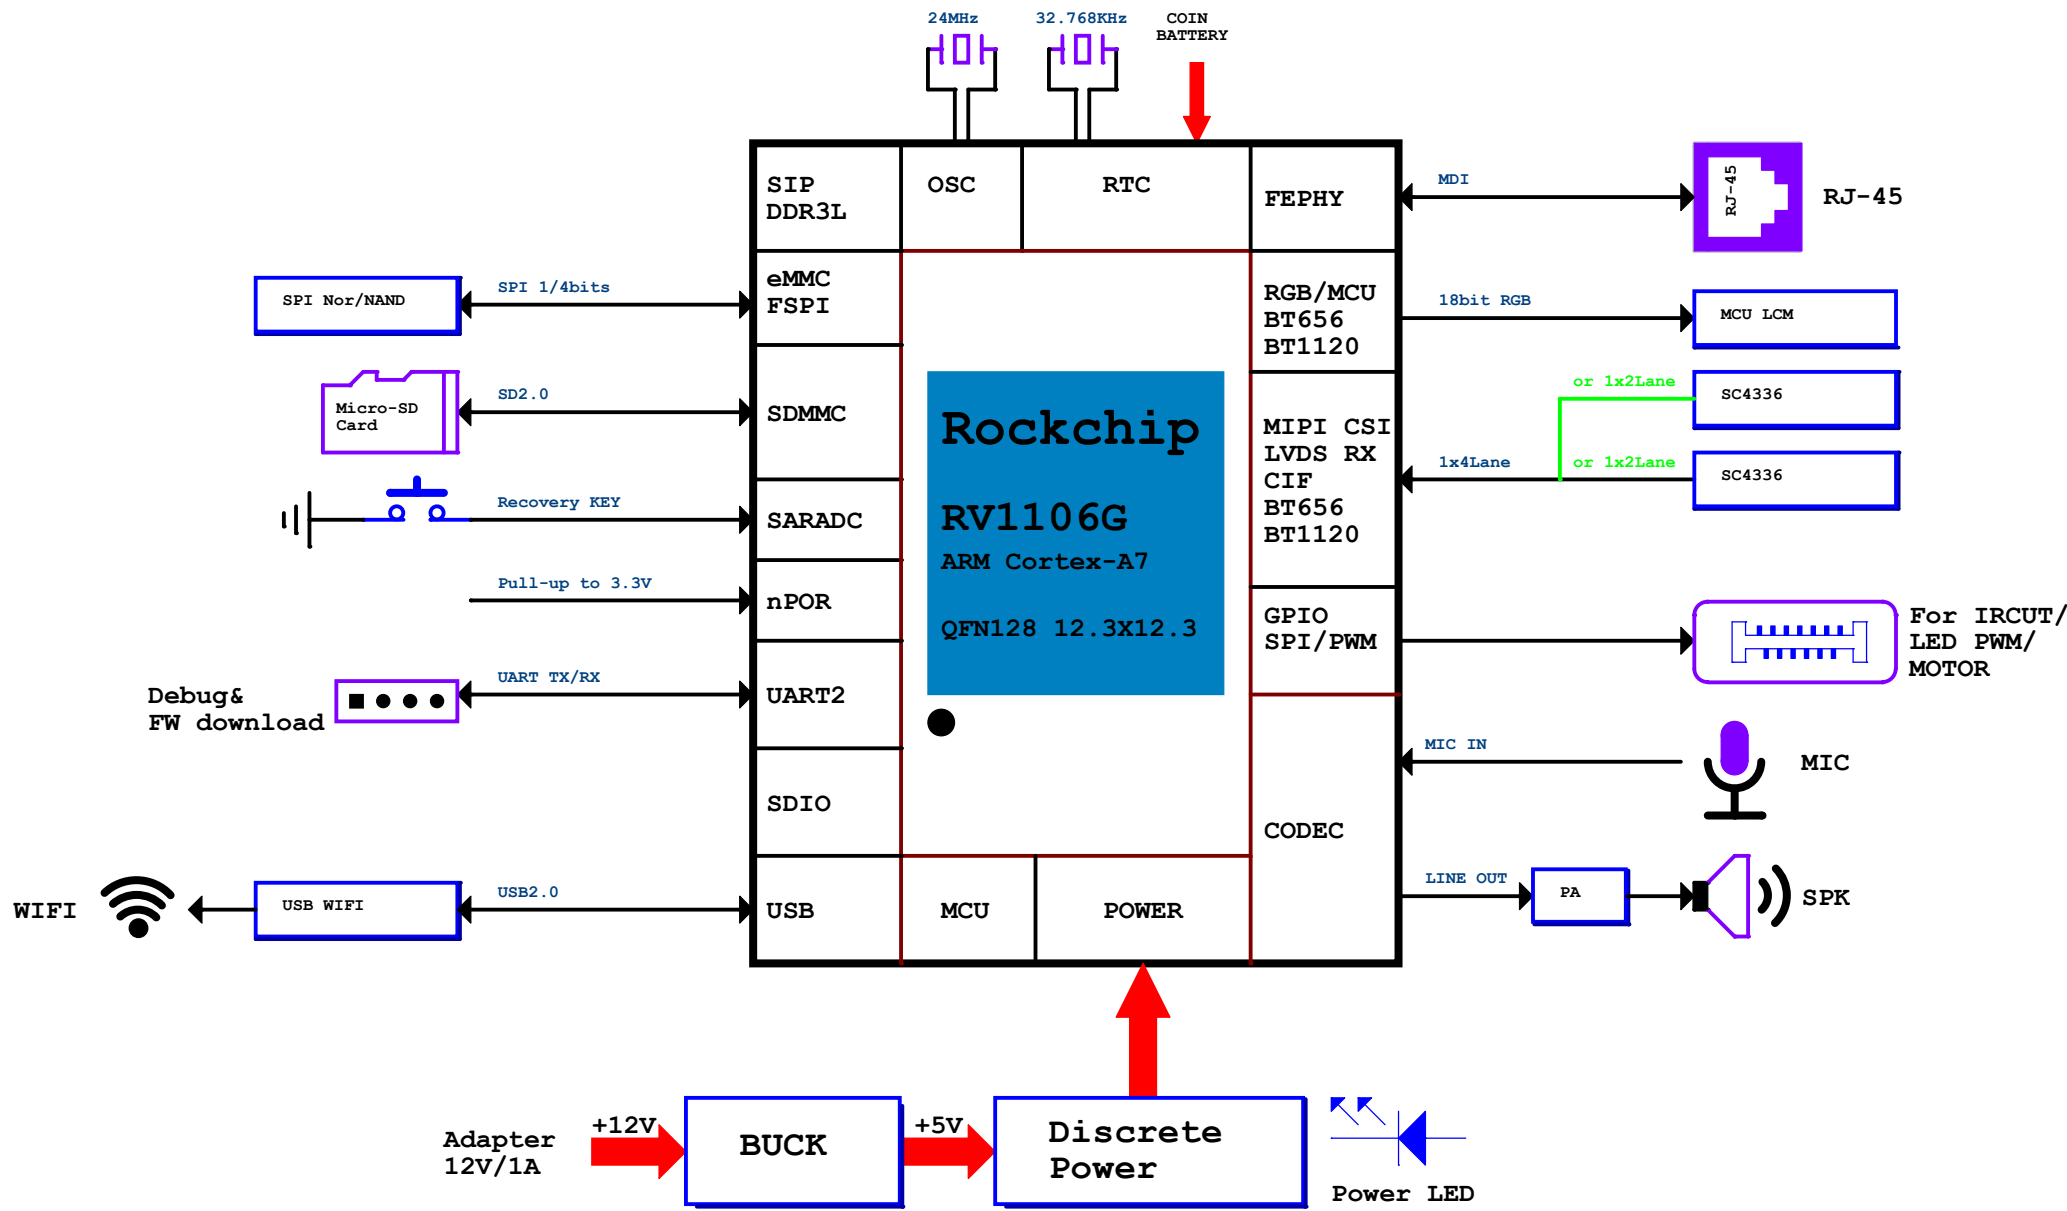 24MHz
32.768KHz
COIN
BATTERY
SIP
DDR3L
OSC
RTC
FEPHY
MDI
RJ-45
RJ-45
SPI Nor/NAND
SPI 1/4bits
eMMC
FSPI
RGB/MCU
BT656
BT1120
18bit RGB
MCU LCM
Micro-SD
Card
SD2.0
SDMMC
Rockchip
RV1106G
ARM Cortex-A7
QFN128 12.3X12.3
MIPI CSI
LVDS RX
CIF
BT656
BT1120
1x4Lane
or 1x2Lane
SC4336
or 1x2Lane
SC4336
Recovery KEY
SARADC
Pull-up to 3.3V
nPOR
GPIO
SPI/PWM
For IRCUT/
LED PWM/
MOTOR
Debug&
FW download
UART TX/RX
UART2
MIC IN
MIC
SDIO
CODEC
WIFI
USB WIFI
USB2.0
USB
MCU
POWER
LINE OUT
PA
SPK
Adapter
12V/1A
+12V
BUCK
+5V
Discrete
Power
Power LED